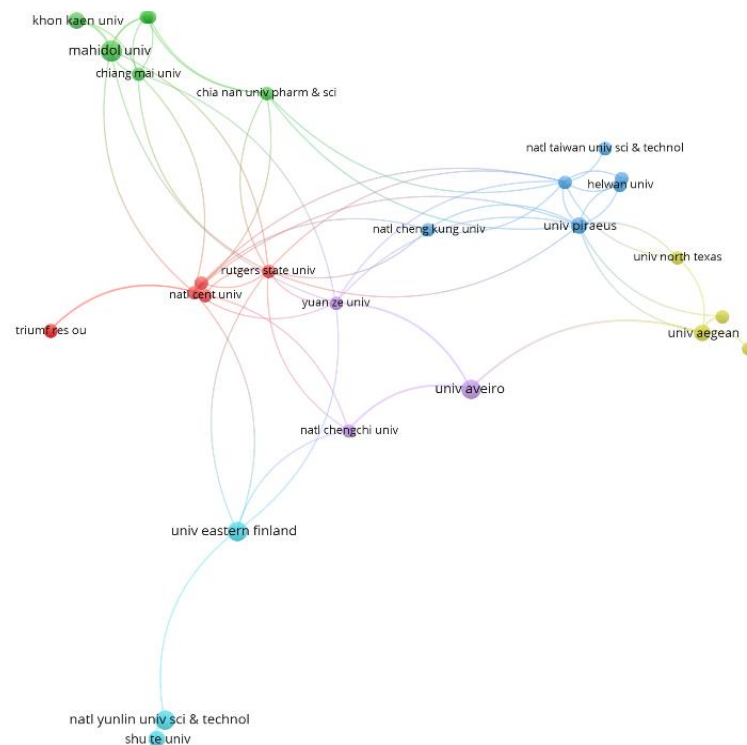 khon kaen univ
mahidol univ
chiang mai univ
chia nan univ pharm & sci
natl taiwan univ sci & technol
helwan univ
natl cheng kung univ
univ piraeus
univ north texas
rutgers state univ
natl cent univ
yuan ze univ
triumf res ou
univ aegean
univ aveiro
natl chengchi univ
univ eastern finland
natl yunlin univ sci & technol
shu te univ